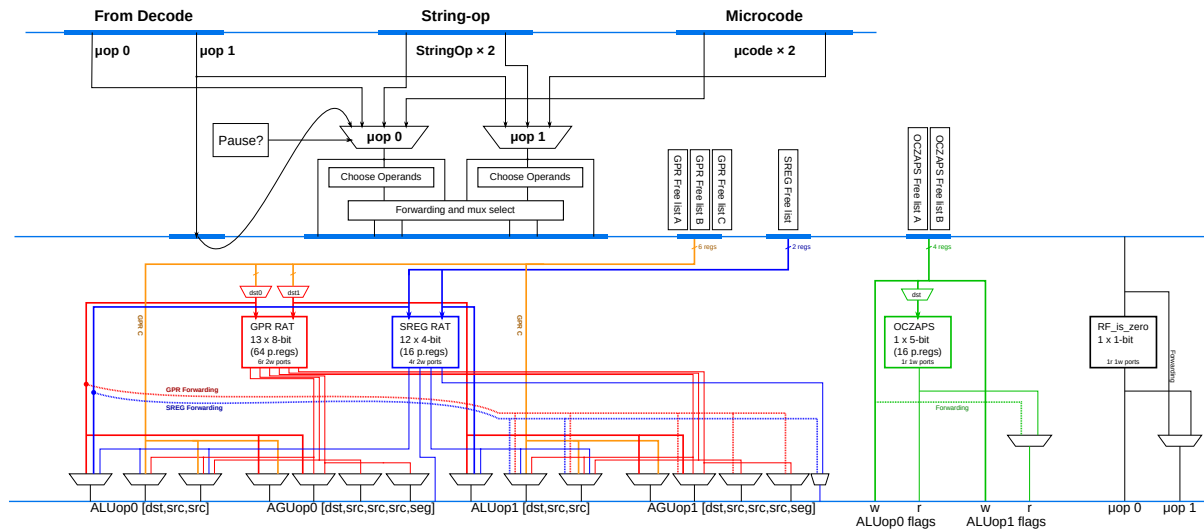 From Decode
String-op
Microcode
μop 0
μop 1
StringOp × 2
μcode × 2
Pause?
μop 0
μop 1
Choose Operands
Choose Operands
Forwarding and mux select
GPR Free list A
GPR Free list B
GPR Free list C
SREG Free list
OCZAPS Free list A
OCZAPS Free list B
6 regs
2 regs
4 regs
dst0
dst1
dst
GPR C
GPR RAT
13 x 8-bit
(64 p.regs)
6r 2w ports
SREG RAT
12 x 4-bit
(16 p.regs)
4r 2w ports
GPR C
OCZAPS
1 x 5-bit
(16 p.regs)
1r 1w ports
RF_is_zero
1 x 1-bit
1r 1w ports
Forwarding
GPR Forwarding
SREG Forwarding
Forwarding
ALUop0 [dst,src,src]
AGUop0 [dst,src,src,src,seg]
ALUop1 [dst,src,src]
AGUop1 [dst,src,src,src,seg]
w
r
w
r
μop 0
μop 1
ALUop0 flags
ALUop1 flags